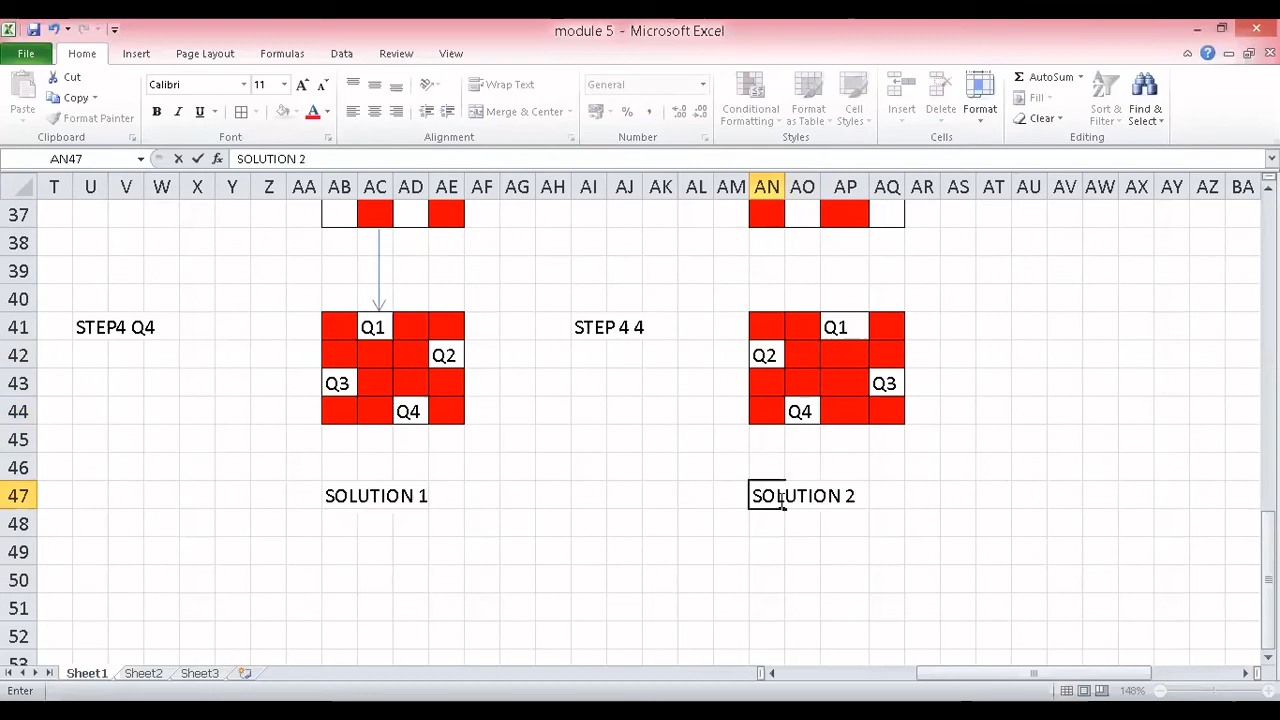 module 5 - Microsoft Excel
File Home Insert Page Layout Formulas Data Review View
Cut
Copy
Format Painter
Paste
Clipboard
Calibri 11
B I U
Font
Wrap Text
Merge & Center
Alignment
General
Number
Conditional Formatting
Format as Table
Cell Styles
Styles
Insert
Delete
Format
Cells
AutoSum
Fill
Clear
Sort & Filter
Find & Select
Editing
AN47 fx SOLUTION 2
T U V W X Y Z AA AB AC AD AE AF AG AH AI AJ AK AL AM AN AO AP AQ AR AS AT AU AV AW AX AY AZ BA
37
38
39
40
41 STEP4 Q4 Q1 STEP 4 4 Q1
42 Q2 Q2
43 Q3 Q3
44 Q4 Q4
45
46
47 SOLUTION 1 SOLUTION 2
48
49
50
51
52
53
Sheet1 Sheet2 Sheet3
Enter 148%